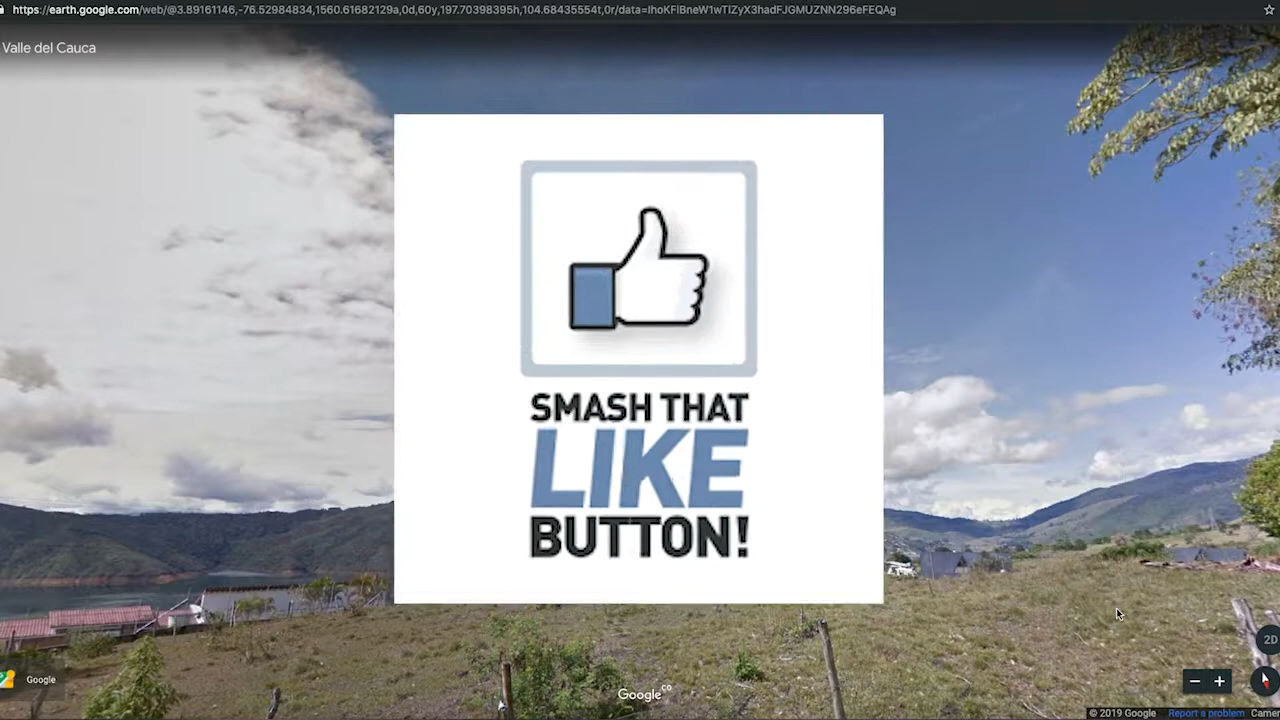 https://earth.google.com/web/@3.89161146,-76.52984834,1560.61682129a,0d,60y,197.70398395h,104.68435554t,0r/data=IhoKFlBneW1wTlZyX3hadFJGMUZNN296eFEQAg
Valle del Cauca
SMASH THAT
LIKE
BUTTON!
2D
Google
Google
© 2019 Google Report a problem Camer